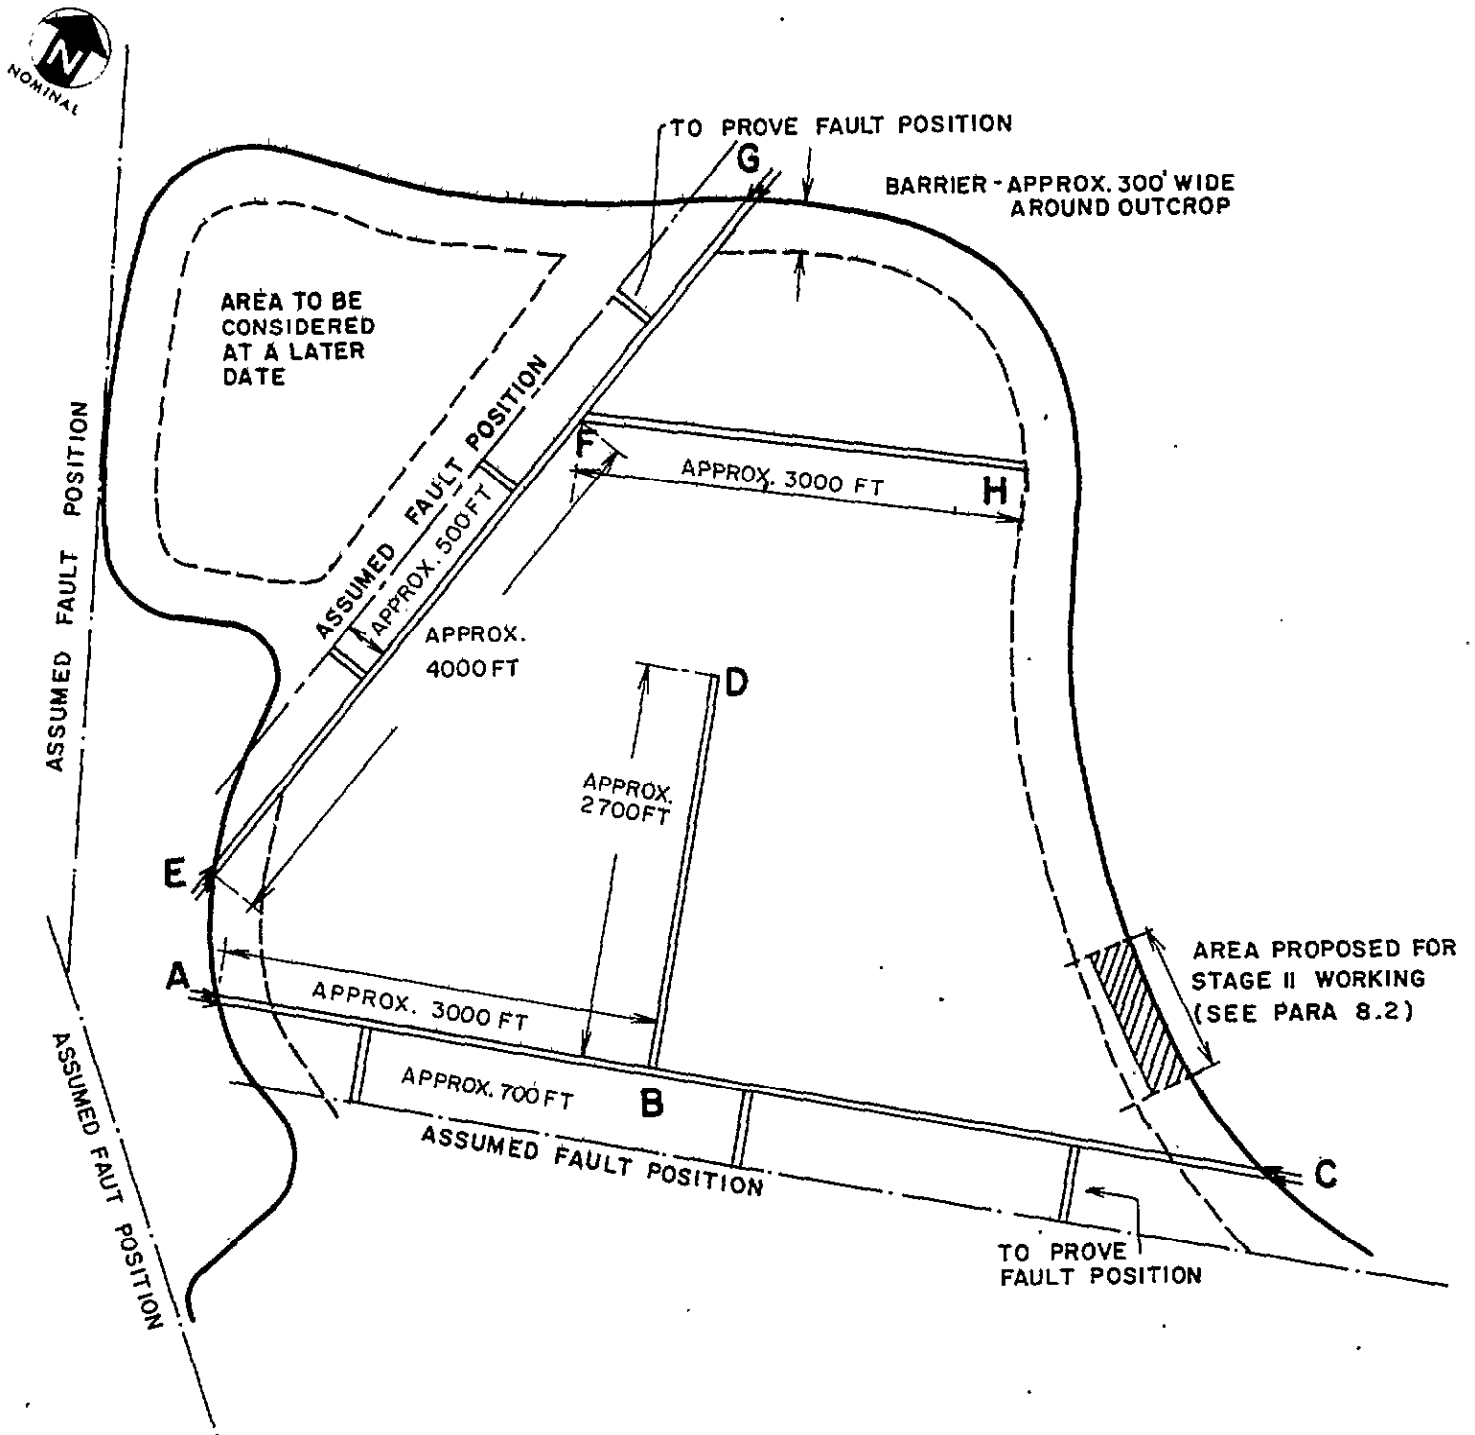 N
NOMINAL
TO PROVE FAULT POSITION
G
BARRIER - APPROX. 300' WIDE
AROUND OUTCROP
AREA TO BE
CONSIDERED
AT A LATER
DATE
ASSUMED FAULT POSITION
ASSUMED FAULT POSITION
F
APPROX. 3000 FT
H
APPROX. 500 FT
APPROX.
4000 FT
D
APPROX.
2700 FT
E
A
APPROX. 3000 FT
AREA PROPOSED FOR
STAGE II WORKING
(SEE PARA 8.2)
APPROX. 700 FT
B
ASSUMED FAULT POSITION
C
ASSUMED FAUT POSITION
TO PROVE
FAULT POSITION